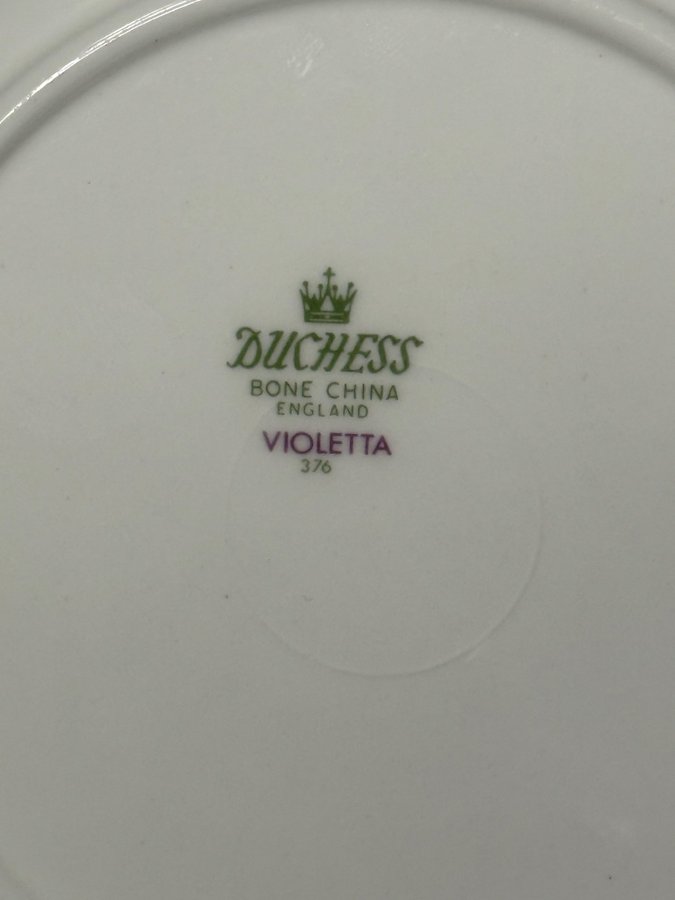 DUCHESS
BONE CHINA
ENGLAND
VIOLETTA
376